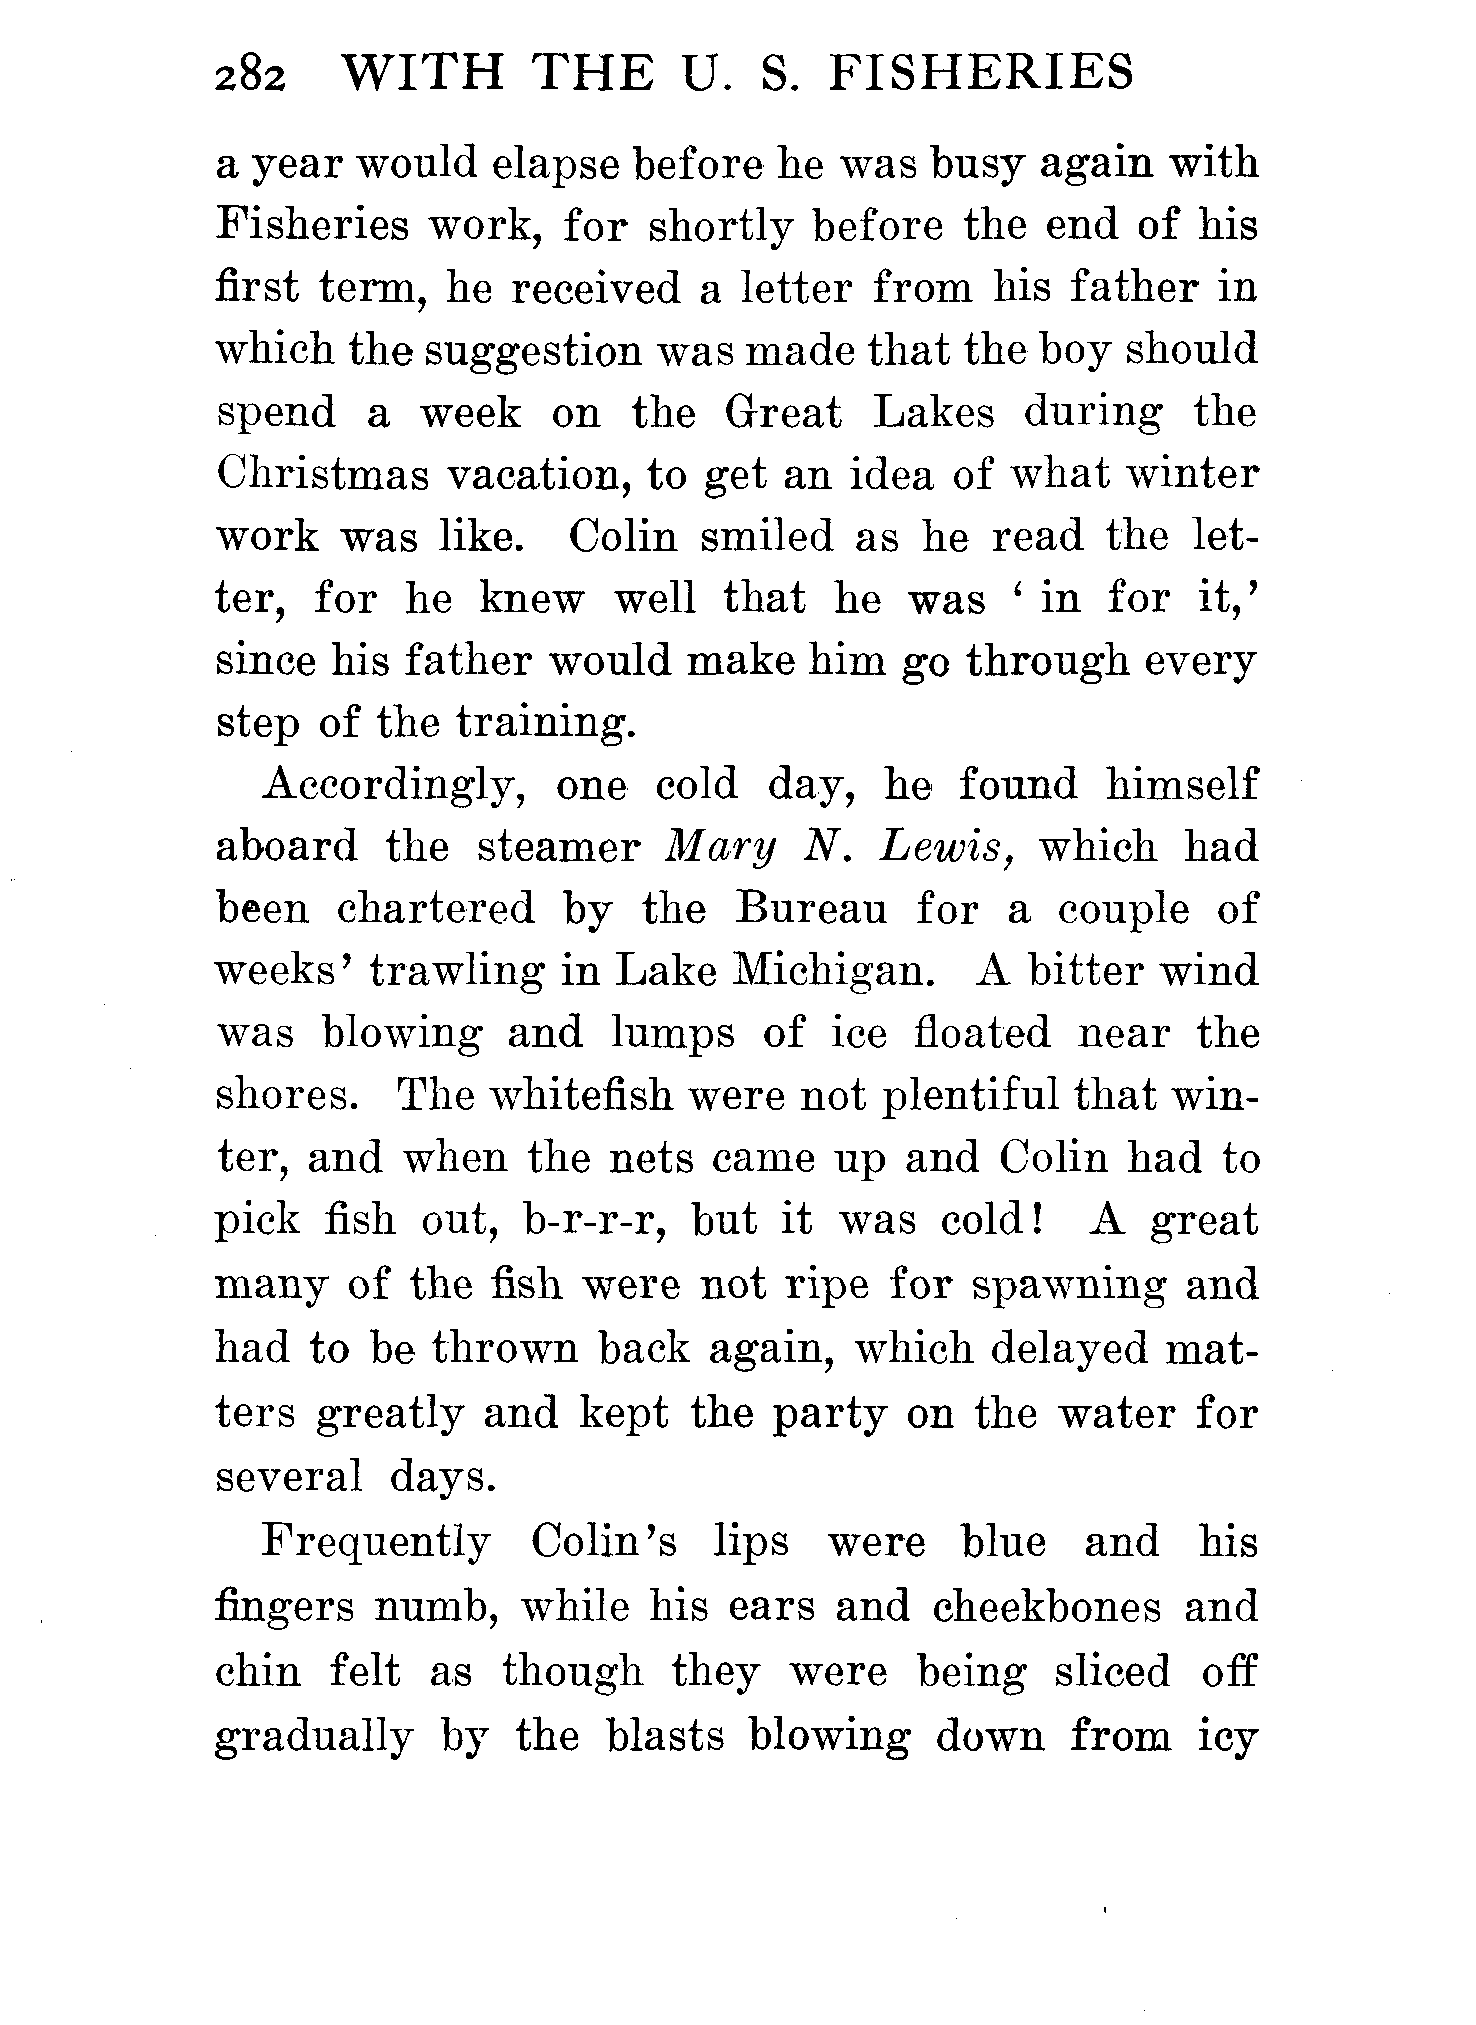 282 WITH THE U. S. FISHERIES
a year would elapse before he was busy again with
Fisheries work, for shortly before the end of his
first term, he received a letter from his father in
which the suggestion was made that the boy should
spend a week on the Great Lakes during the
Christmas vacation, to get an idea of what winter
work was like. Colin smiled as he read the let-
ter, for he knew well that he was ‘ in for it,’
since his father would make him go through every
step of the training.
Accordingly, one cold day, he found himself
aboard the steamer Mary N. Lewis, which had
been chartered by the Bureau for a couple of
weeks’ trawling in Lake Michigan. A bitter wind
was blowing and lumps of ice floated near the
shores. The whitefish were not plentiful that win-
ter, and when the nets came up and Colin had to
pick fish out, b-r-r-r, but it was cold! A great
many of the fish were not ripe for spawning and
had to be thrown back again, which delayed mat-
ters greatly and kept the party on the water for
several days.
Frequently Colin’s lips were blue and his
fingers numb, while his ears and cheekbones and
chin felt as though they were being sliced off
gradually by the blasts blowing down from icy